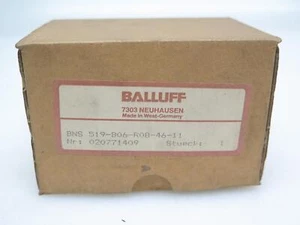 BALLUFF
7303 NEUHAUSEN
Made in West-Germany
BNS 519-B06-R08-46-11
Nr: 020771409 Stueck: 1